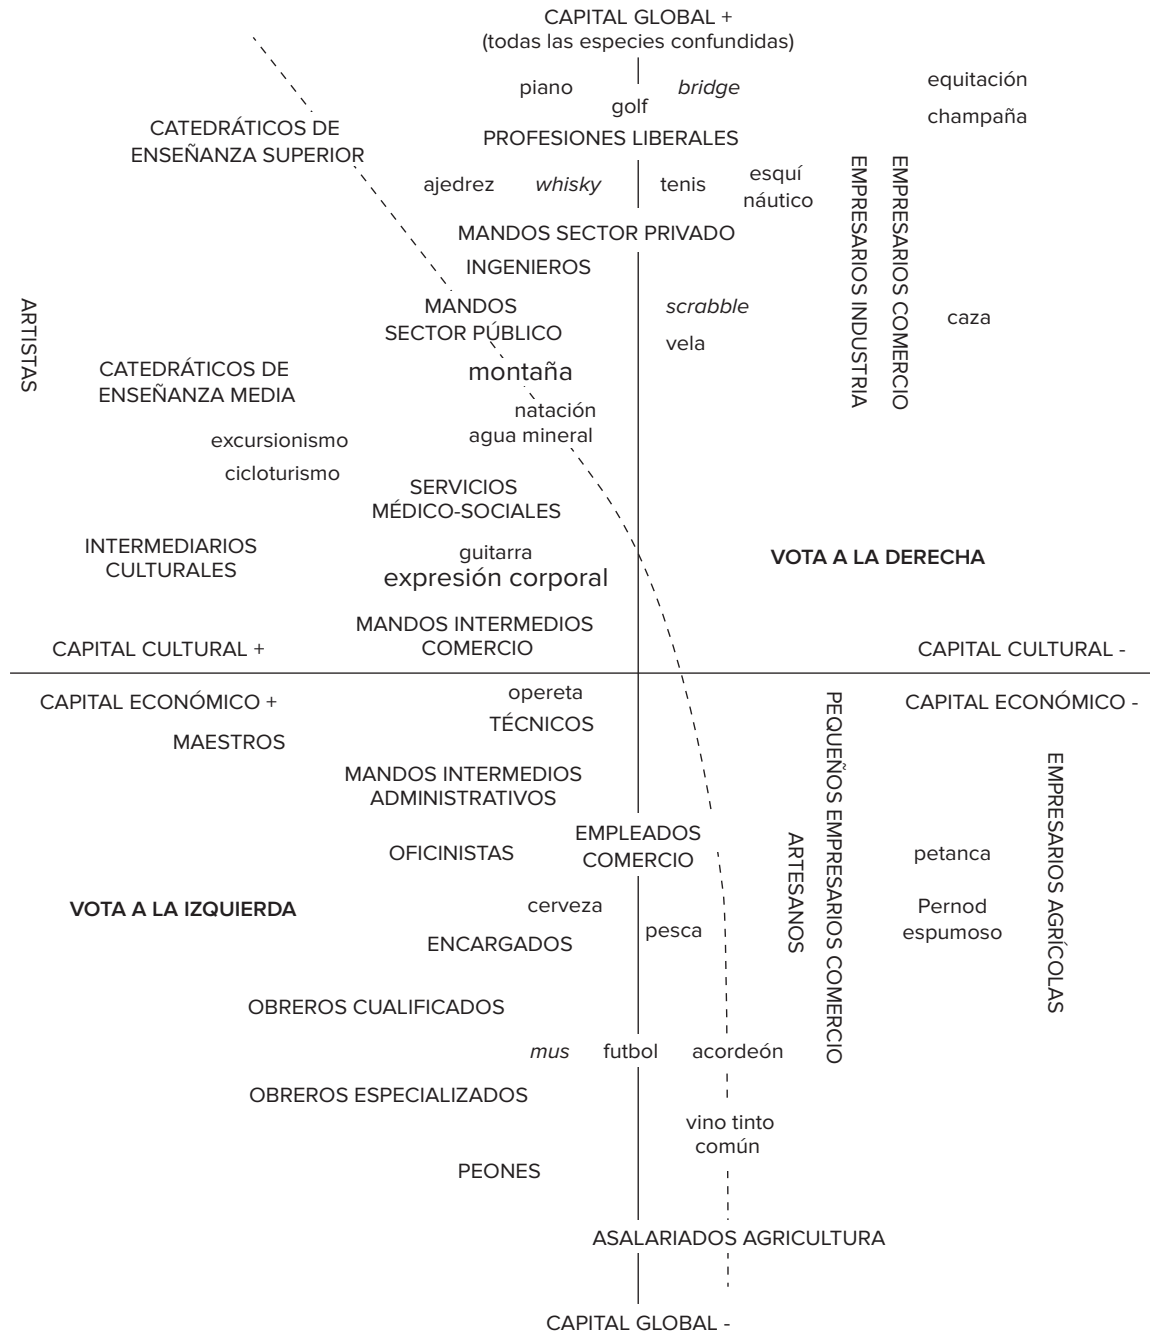 CAPITAL GLOBAL +
(todas las especies confundidas)
piano
bridge
golf
equitación
champaña
CATEDRÁTICOS DE
ENSEÑANZA SUPERIOR
PROFESIONES LIBERALES
ajedrez
whisky
tenis
esquí
náutico
EMPRESARIOS INDUSTRIA
EMPRESARIOS COMERCIO
MANDOS SECTOR PRIVADO
INGENIEROS
ARTISTAS
MANDOS
SECTOR PÚBLICO
scrabble
vela
caza
CATEDRÁTICOS DE
ENSEÑANZA MEDIA
montaña
natación
agua mineral
excursionismo
cicloturismo
SERVICIOS
MÉDICO-SOCIALES
INTERMEDIARIOS
CULTURALES
guitarra
expresión corporal
VOTA A LA DERECHA
MANDOS INTERMEDIOS
COMERCIO
CAPITAL CULTURAL +
CAPITAL CULTURAL -
CAPITAL ECONÓMICO +
opereta
CAPITAL ECONÓMICO -
TÉCNICOS
MAESTROS
PEQUEÑOS EMPRESARIOS COMERCIO
EMPRESARIOS AGRÍCOLAS
MANDOS INTERMEDIOS
ADMINISTRATIVOS
EMPLEADOS
COMERCIO
OFICINISTAS
ARTESANOS
petanca
VOTA A LA IZQUIERDA
cerveza
pesca
Pernod
espumoso
ENCARGADOS
OBREROS CUALIFICADOS
mus
futbol
acordeón
OBREROS ESPECIALIZADOS
vino tinto
común
PEONES
ASALARIADOS AGRICULTURA
CAPITAL GLOBAL -